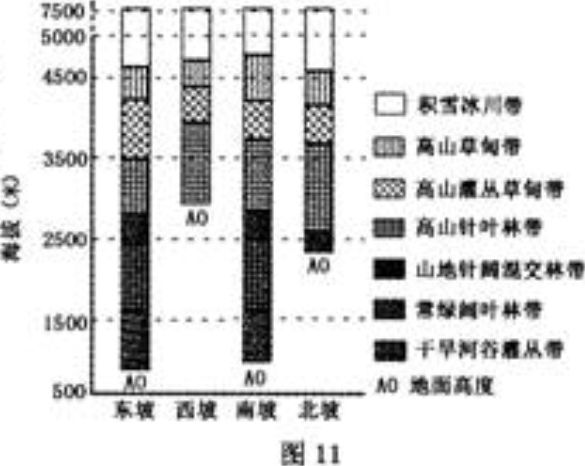 7500
5000
4500
3500
2500
1500
500
海拔（米）
AO
AO
AO
AO
东坡 西坡 南坡 北坡
积雪冰川带
高山草甸带
高山灌丛草甸带
高山针叶林带
山地针阔混交林带
常绿阔叶林带
干旱河谷灌丛带
AO 地面高度
图 11